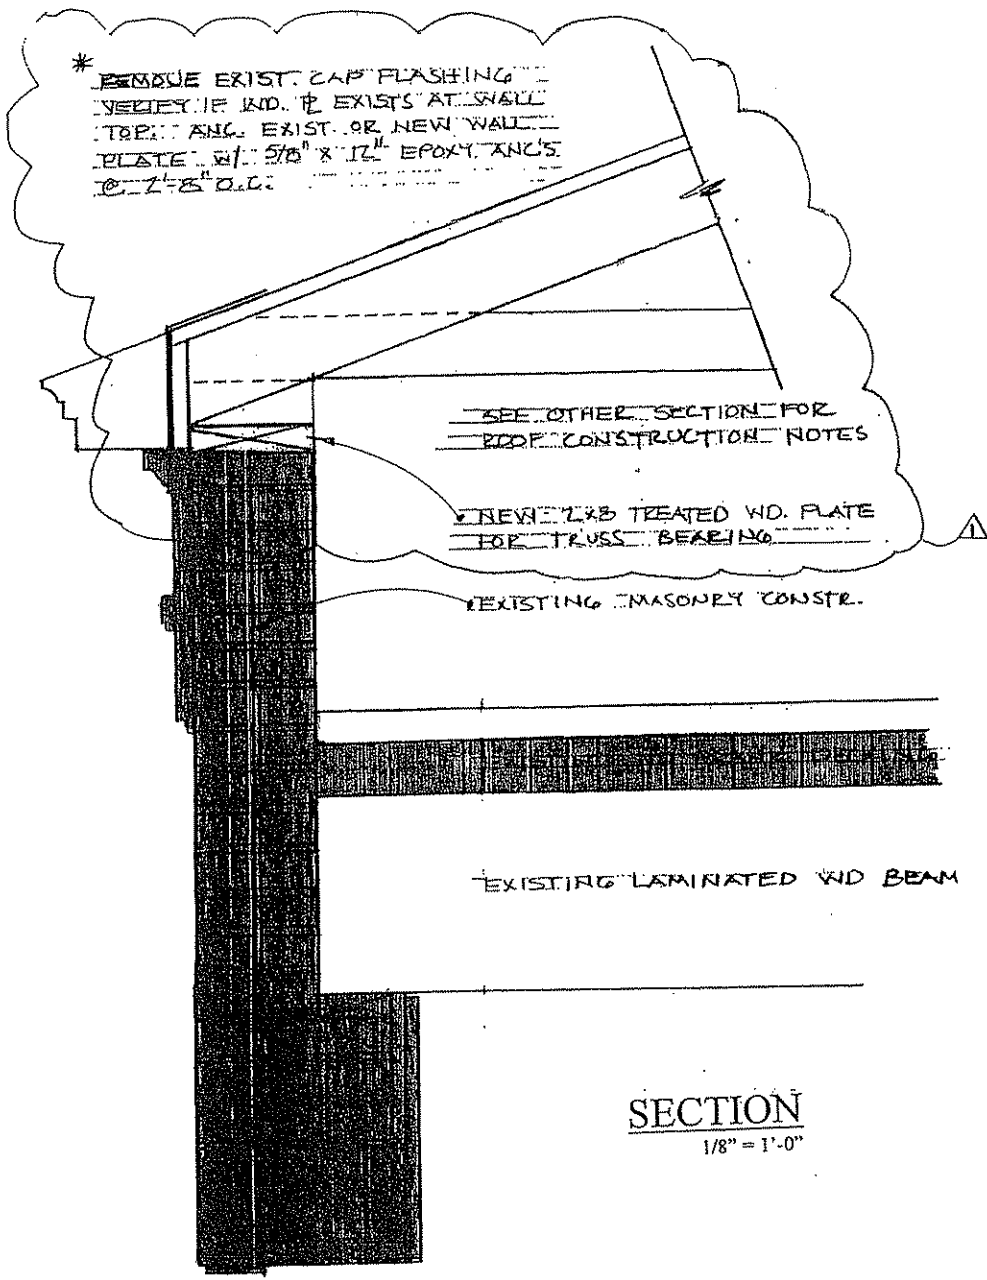 * REMOVE EXIST. CAP FLASHING
VERIFY IF WD. PL EXISTS AT WALL
TOP. ANC. EXIST. OR NEW WALL
PLATE W/ 5/8" X 12" EPOXY ANC'S
@ 2'-8" O.C.
SEE OTHER SECTION FOR
ROOF CONSTRUCTION NOTES
NEW 2X8 TREATED WD. PLATE
FOR TRUSS BEARING
1
EXISTING MASONRY CONSTR.
EXISTING LAMINATED WD BEAM
SECTION
1/8" = 1'-0"